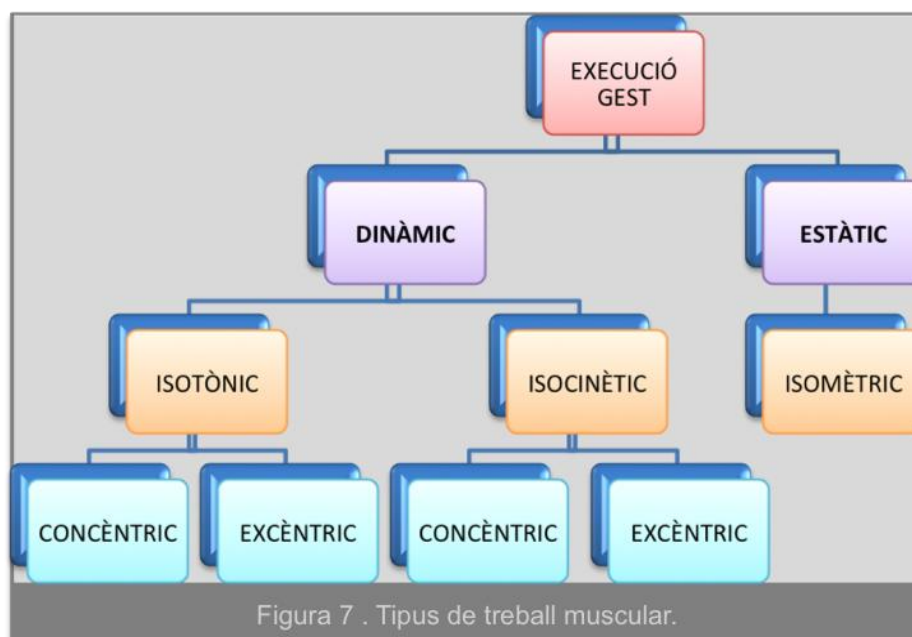 EXECUCIÓ
GEST
DINÀMIC
ESTÀTIC
ISOTÒNIC
ISOCINÈTIC
ISOMÈTRIC
CONCÈNTRIC
EXCÈNTRIC
CONCÈNTRIC
EXCÈNTRIC
Figura 7 . Tipus de treball muscular.